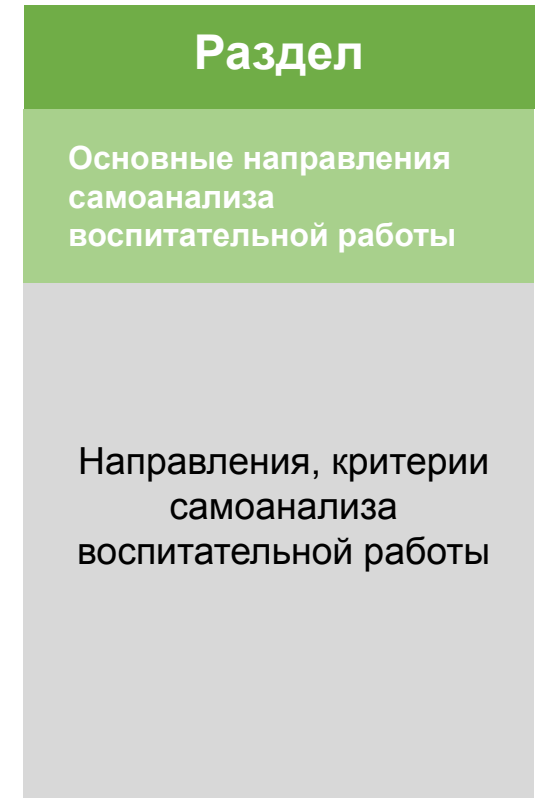 Раздел
Основные направления
самоанализа
воспитательной работы
Направления, критерии
самоанализа
воспитательной работы